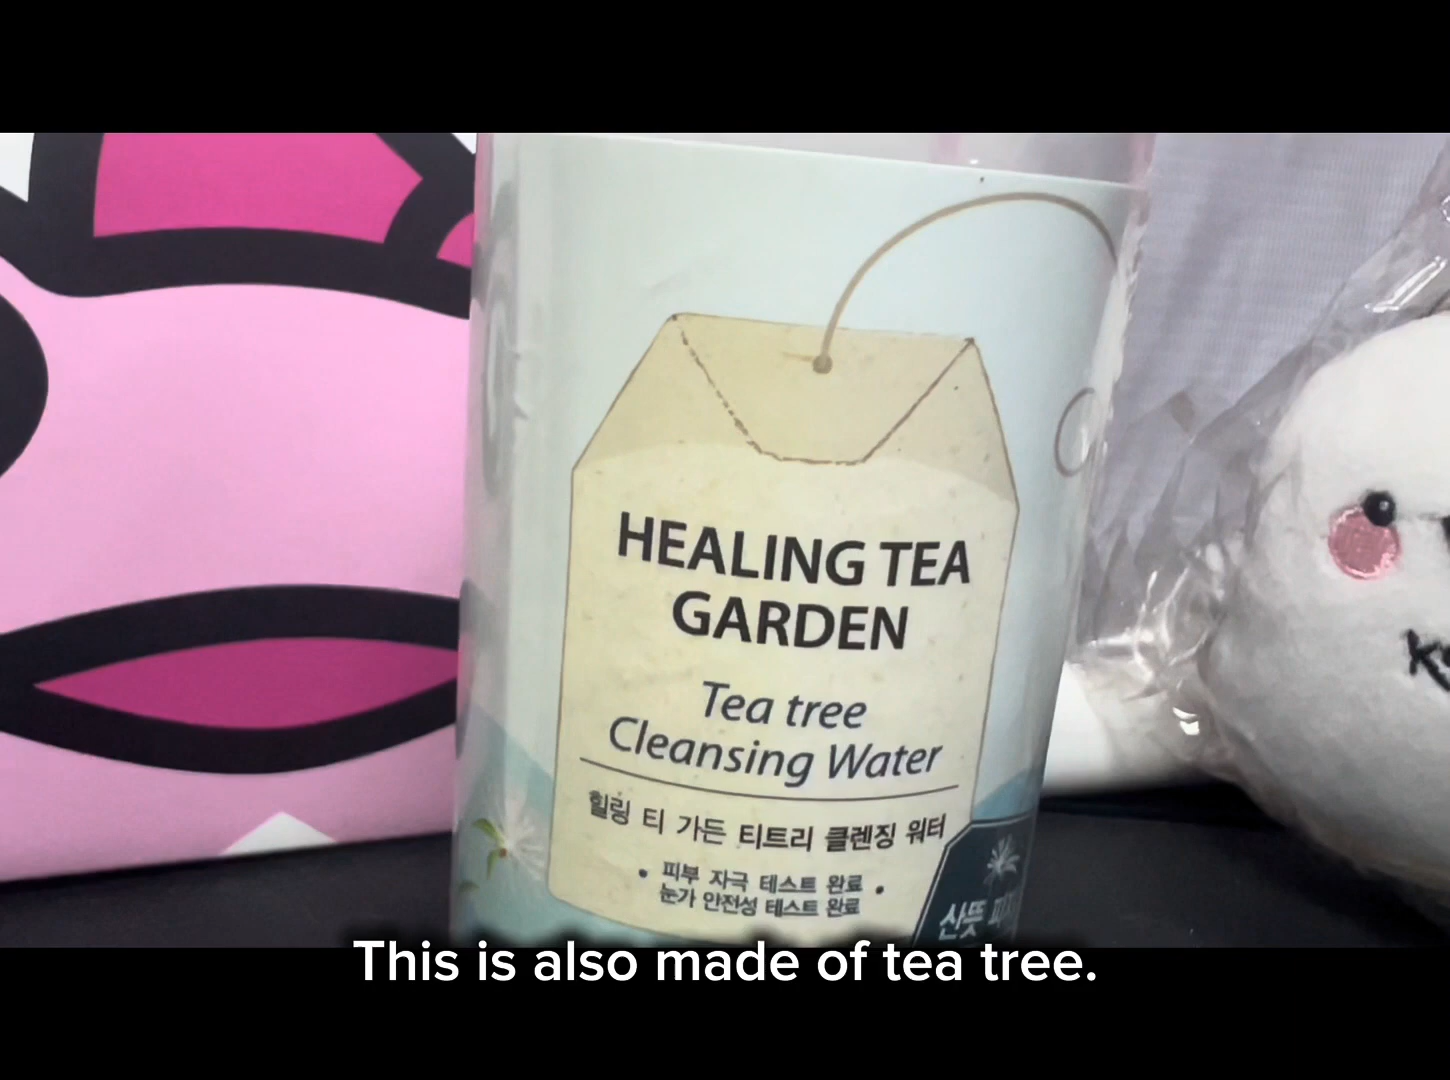 HEALING TEA
GARDEN
Tea tree
Cleansing Water
힐링 티 가든 티트리 클렌징 워터
• 피부 자극 테스트 완료 •
눈가 안전성 테스트 완료
산뜻
This is also made of tea tree.